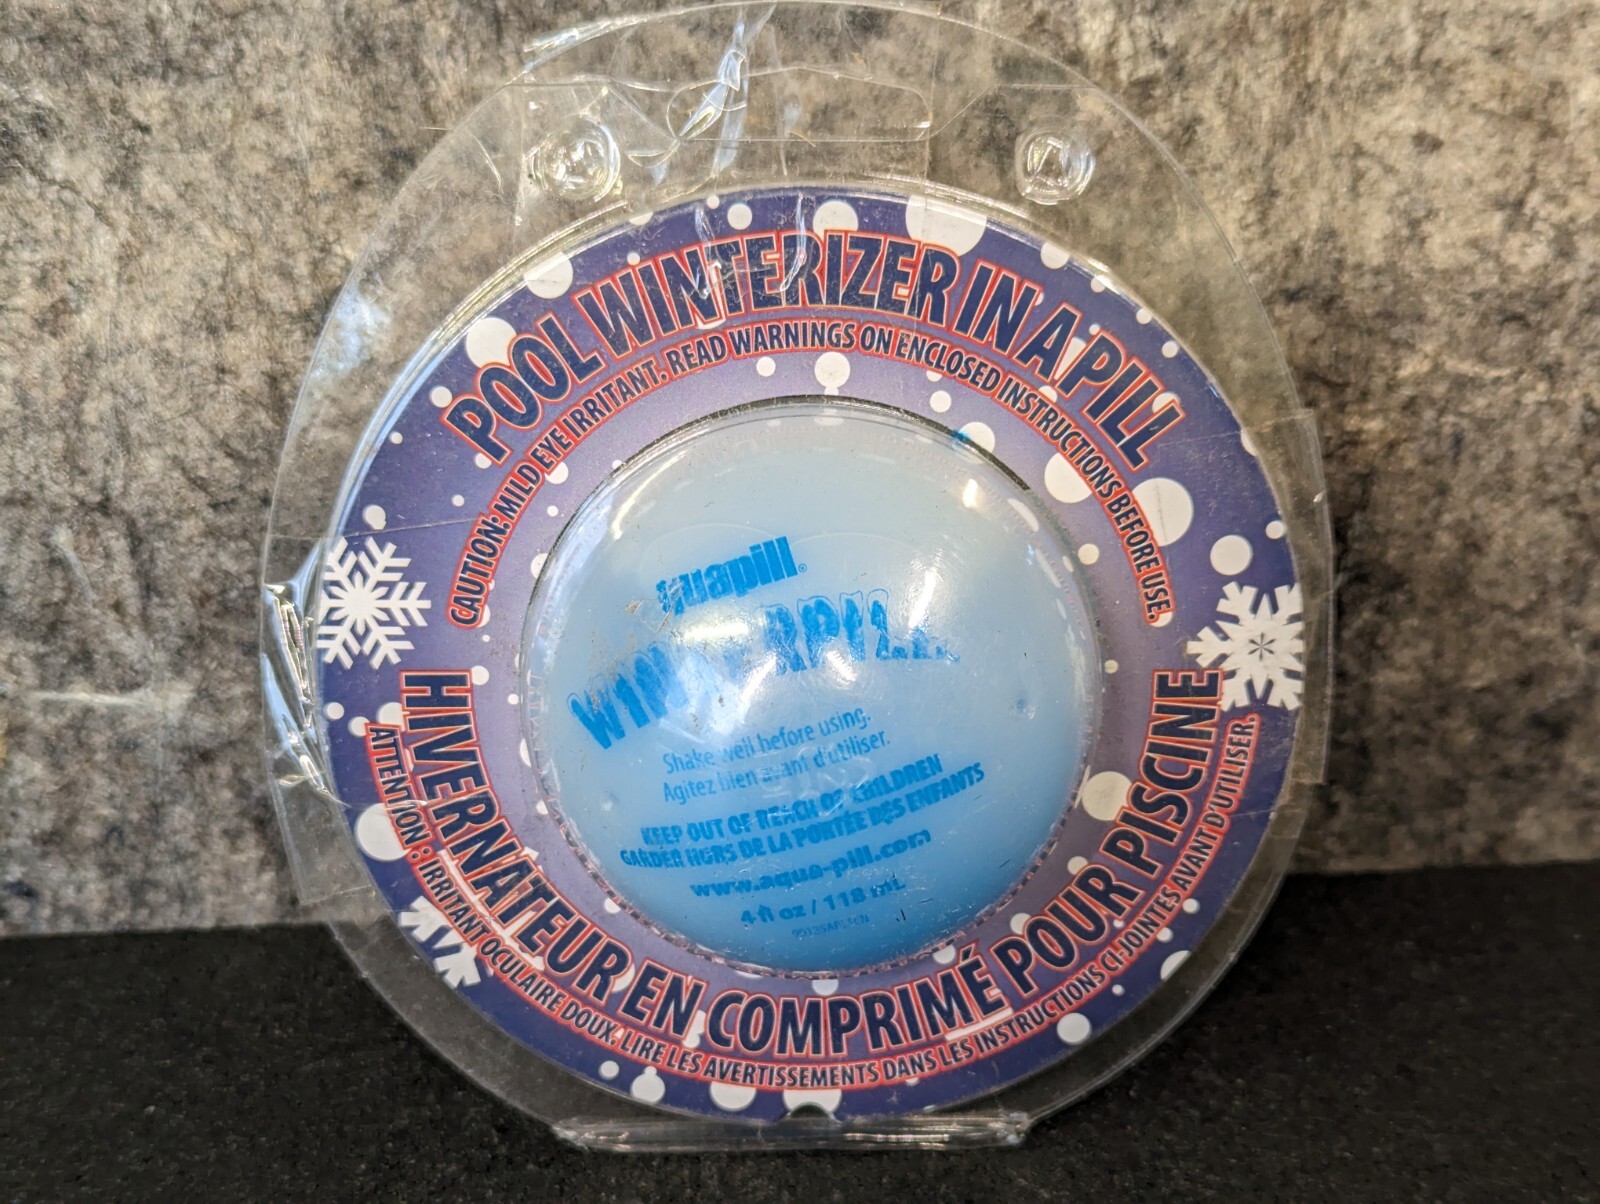 POOL WINTERIZER IN A PILL
CAUTION: MILD EYE IRRITANT. READ WARNINGS ON ENCLOSED INSTRUCTIONS BEFORE USE.
quapill®
Shake well before using.
Agitez bien avant d'utiliser.
KEEP OUT OF REACH OF CHILDREN
GARDER HORS DE LA PORTÉE DES ENFANTS
www.aqua-pill.com
4 fl oz / 118 mL
HIVERNATEUR EN COMPRIMÉ POUR PISCINE
ATTENTION : IRRITANT OCULAIRE DOUX. LIRE LES AVERTISSEMENTS DANS LES INSTRUCTIONS CI-JOINTES AVANT D'UTILISER.